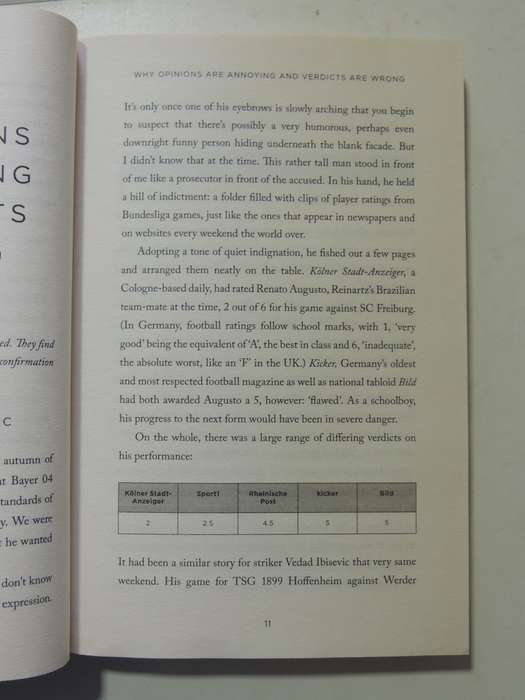 NS
NG
TS
ed. They find
confirmation
C
autumn of
at Bayer 04
standards of
y. We were
he wanted
don't know
expression.
WHY OPINIONS ARE ANNOYING AND VERDICTS ARE WRONG
It's only once one of his eyebrows is slowly arching that you begin
to suspect that there's possibly a very humorous, perhaps even
downright funny person hiding underneath the blank facade. But
I didn't know that at the time. This rather tall man stood in front
of me like a prosecutor in front of the accused. In his hand, he held
a bill of indictment: a folder filled with clips of player ratings from
Bundesliga games, just like the ones that appear in newspapers and
on websites every weekend the world over.
Adopting a tone of quiet indignation, he fished out a few pages
and arranged them neatly on the table. Kölner Stadt-Anzeiger, a
Cologne-based daily, had rated Renato Augusto, Reinartz's Brazilian
team-mate at the time, 2 out of 6 for his game against SC Freiburg.
(In Germany, football ratings follow school marks, with 1, 'very
good' being the equivalent of 'A', the best in class and 6, 'inadequate',
the absolute worst, like an 'F' in the UK.) Kicker, Germany's oldest
and most respected football magazine as well as national tabloid Bild
had both awarded Augusto a 5, however: 'flawed'. As a schoolboy,
his progress to the next form would have been in severe danger.
On the whole, there was a large range of differing verdicts on
his performance:
Kölner Stadt-Anzeiger Sport1 Rheinische Post kicker Bild
2 2.5 4.5 5 5
It had been a similar story for striker Vedad Ibisevic that very same
weekend. His game for TSG 1899 Hoffenheim against Werder
11